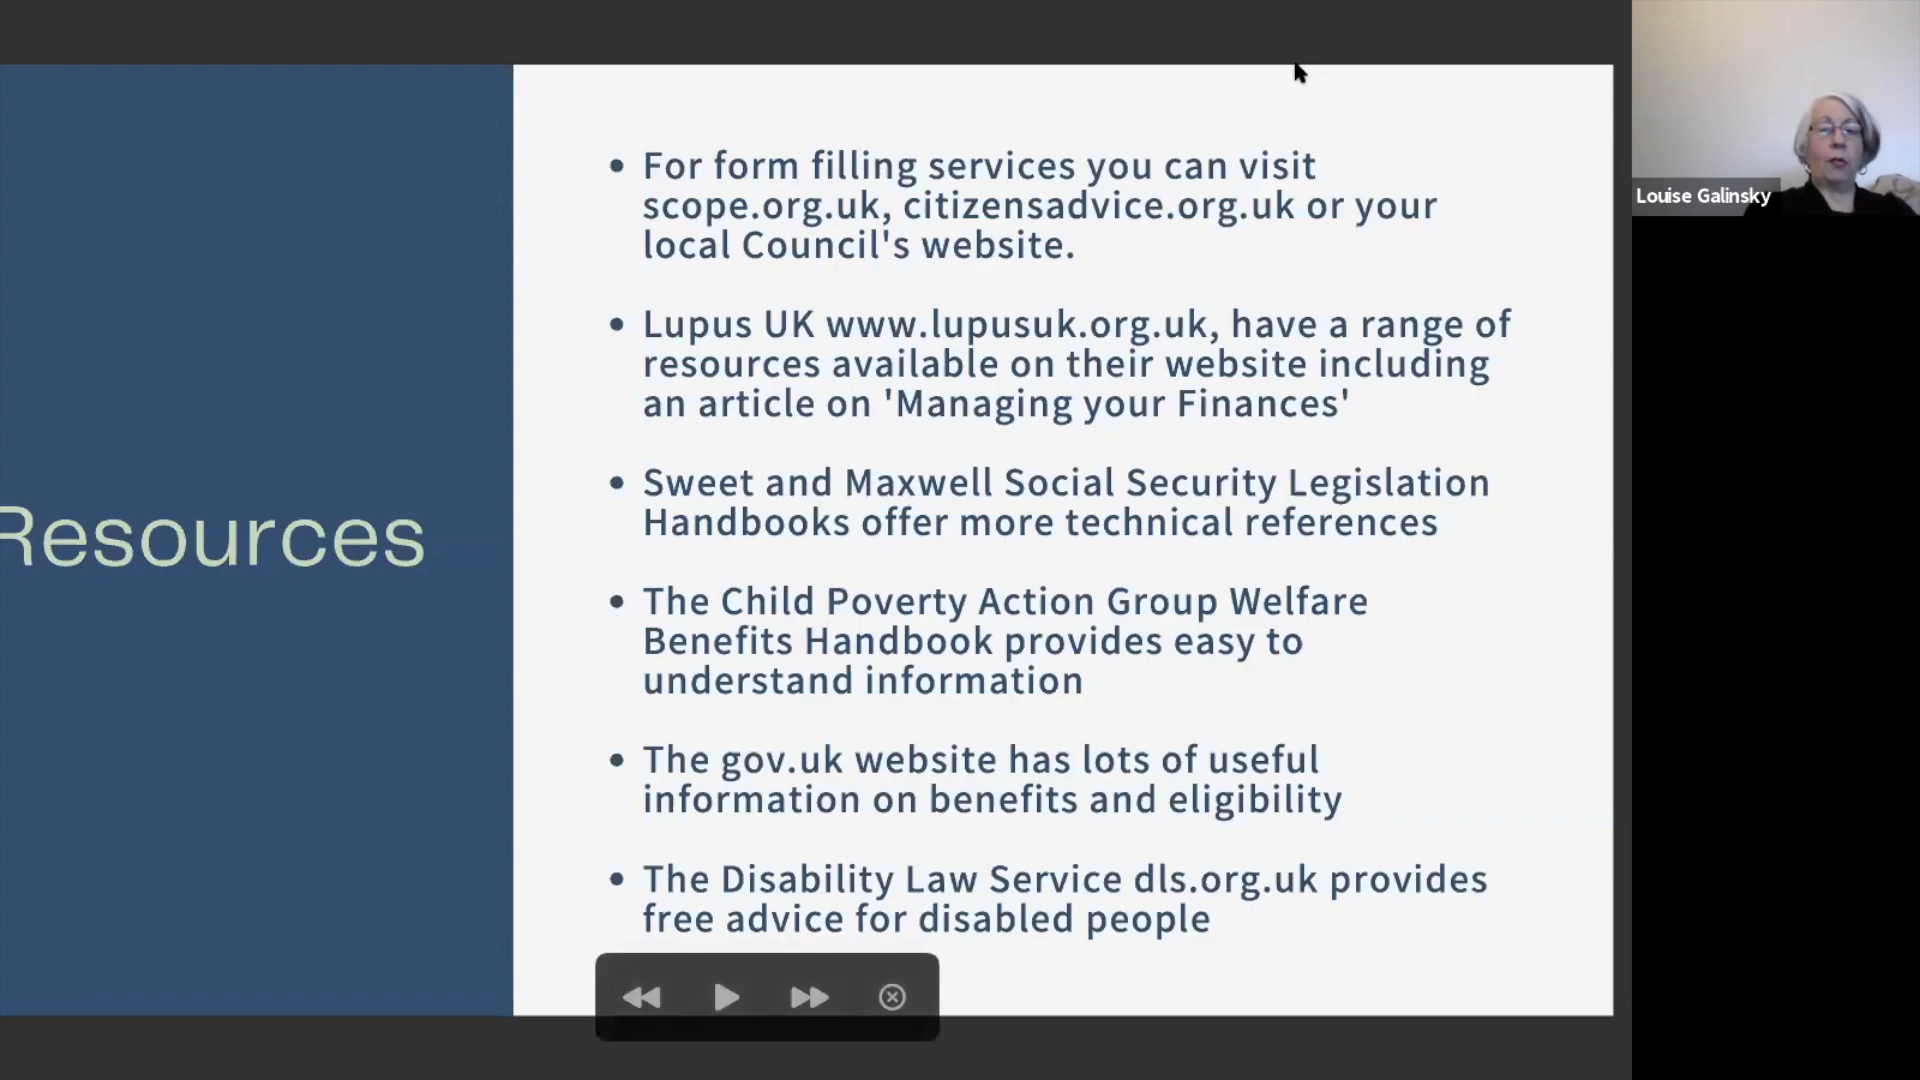 Resources
• For form filling services you can visit
scope.org.uk, citizensadvice.org.uk or your
local Council's website.
• Lupus UK www.lupusuk.org.uk, have a range of
resources available on their website including
an article on 'Managing your Finances'
• Sweet and Maxwell Social Security Legislation
Handbooks offer more technical references
• The Child Poverty Action Group Welfare
Benefits Handbook provides easy to
understand information
• The gov.uk website has lots of useful
information on benefits and eligibility
• The Disability Law Service dls.org.uk provides
free advice for disabled people
Louise Galinsky